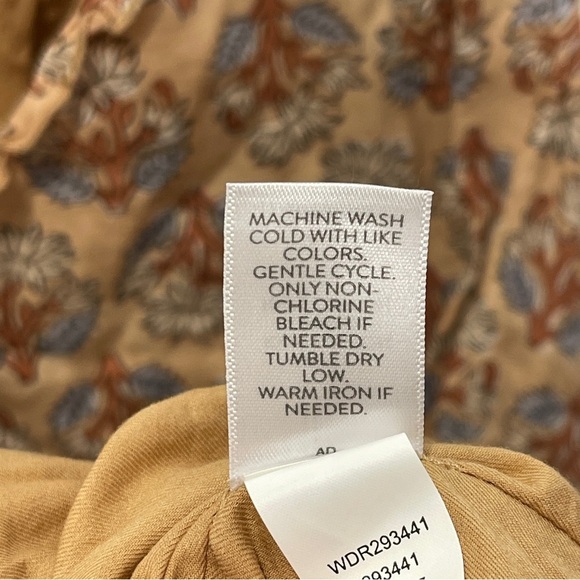 MACHINE WASH
COLD WITH LIKE
COLORS.
GENTLE CYCLE.
ONLY NON-
CHLORINE
BLEACH IF
NEEDED.
TUMBLE DRY
LOW.
WARM IRON IF
NEEDED.
WDR293441